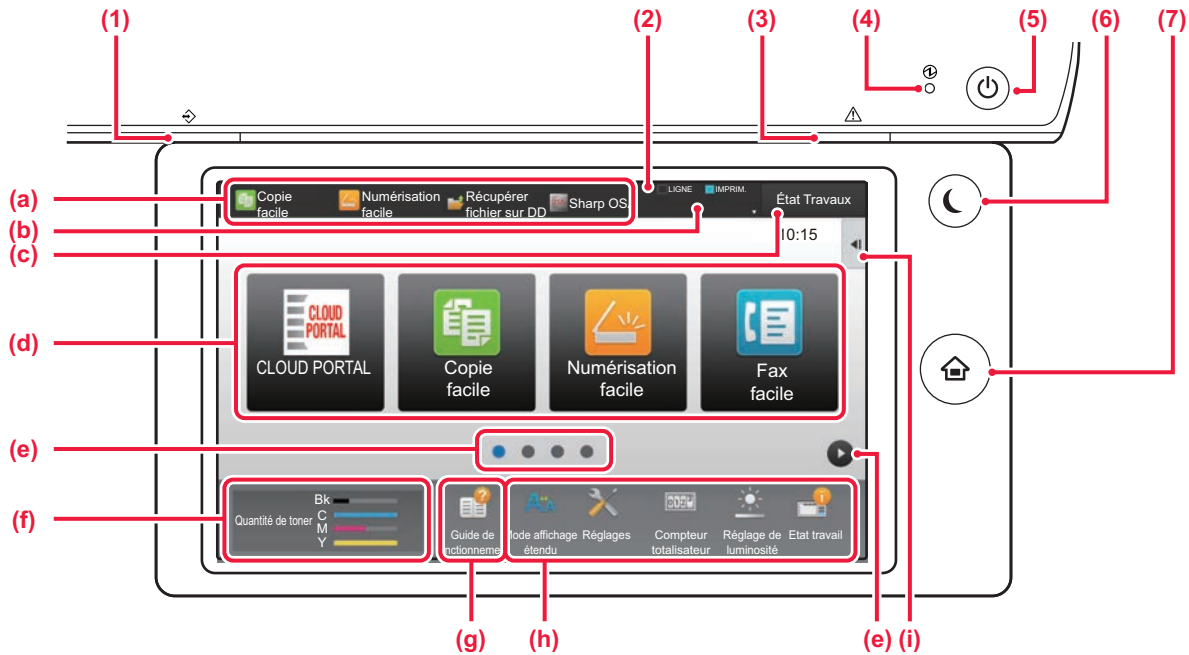 (1) (2) (3) (4) (5) (6) (7)
(a)
Copie
facile
Numérisation
facile
Récupérer
fichier sur DD
Sharp OS
LIGNE
IMPRIM.
État Travaux
(b)
10:15
(c)
(d)
CLOUD
PORTAL
CLOUD PORTAL
Copie
facile
Numérisation
facile
Fax
facile
(e)
(f)
Quantité de toner
Bk
C
M
Y
Guide de
nctionneme
Mode affichage
étendu
Réglages
Compteur
totalisateur
Réglage de
luminosité
Etat travail
(g) (h) (e) (i)